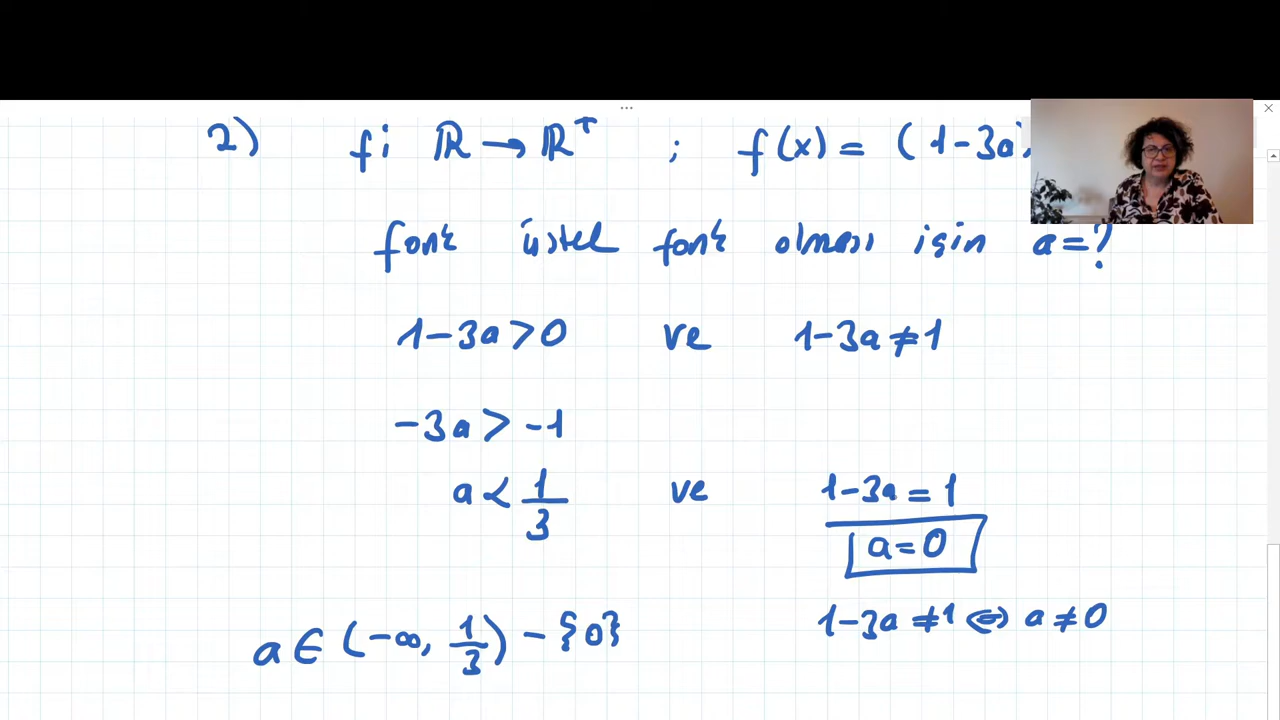 2) f: ℝ → ℝ⁺ ; f(x) = (1-3a)
fonk üstel fonk olması için a=?
1-3a>0 ve 1-3a≠1
-3a>-1
a<1/3 ve 1-3a=1
a=0
1-3a≠1 ⇔ a≠0
a∈(-∞, 1/3) - {0}